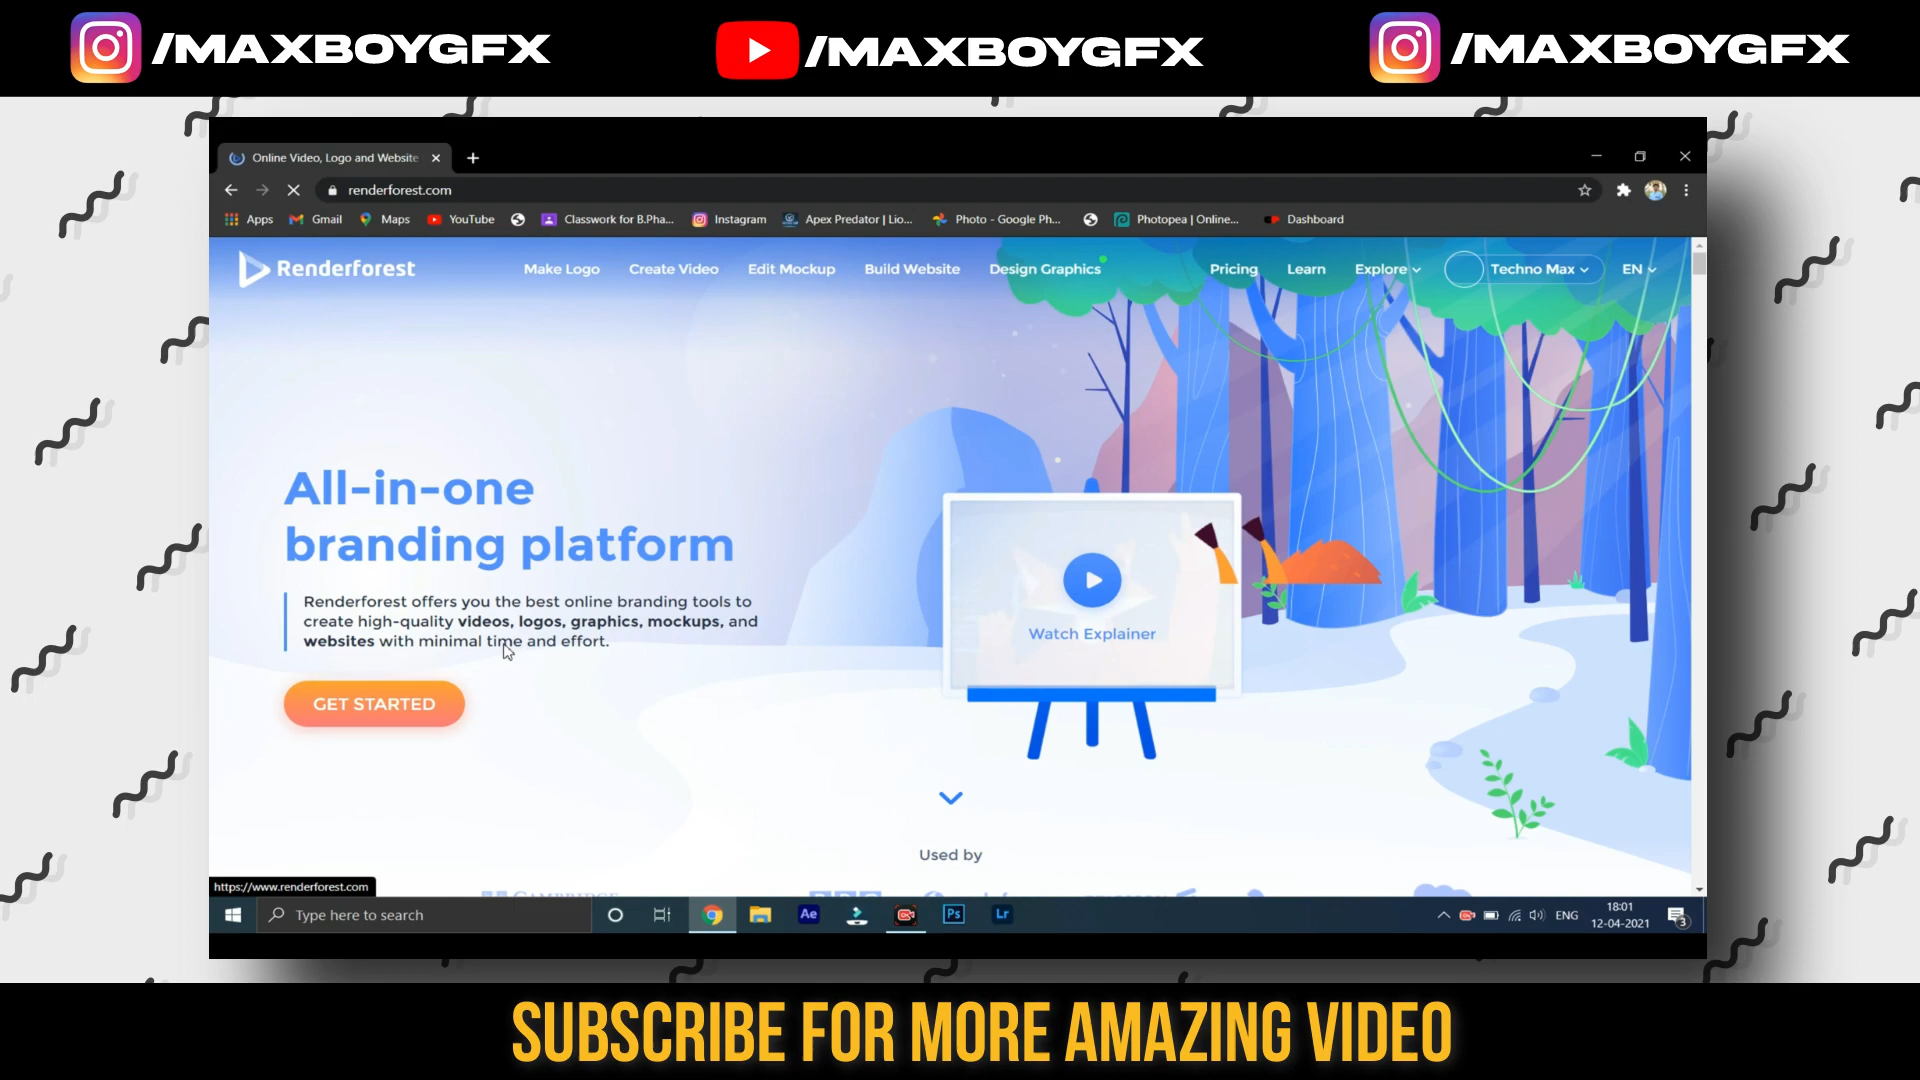 /MAXBOYGFX
/MAXBOYGFX
/MAXBOYGFX
Online Video, Logo and Website
renderforest.com
Apps
Gmail
Maps
YouTube
Classwork for B.Pha...
Instagram
Apex Predator | Lio...
Photo - Google Ph...
Photopea | Online...
Dashboard
Renderforest
Make Logo
Create Video
Edit Mockup
Build Website
Design Graphics
Pricing
Learn
Explore
Techno Max
EN
All-in-one
branding platform
Renderforest offers you the best online branding tools to
create high-quality videos, logos, graphics, mockups, and
websites with minimal time and effort.
GET STARTED
Watch Explainer
Used by
https://www.renderforest.com
Type here to search
Ae
Ps
Lr
ENG
18:01
12-04-2021
3
SUBSCRIBE FOR MORE AMAZING VIDEO